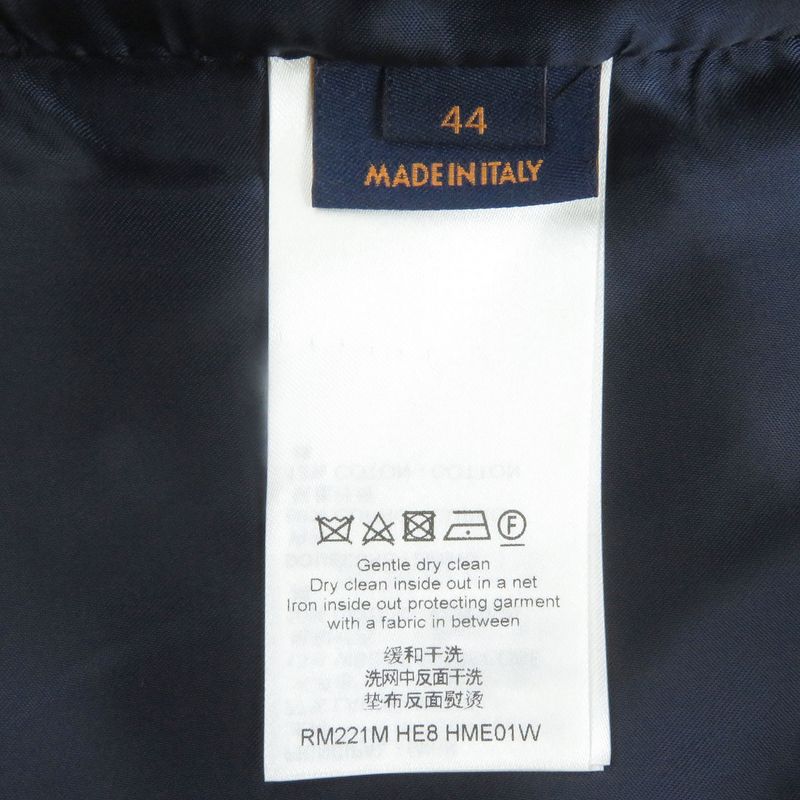 44
MADE IN ITALY
COTON - COTTON
F
Gentle dry clean
Dry clean inside out in a net
Iron inside out protecting garment
with a fabric in between
缓和干洗
洗网中反面干洗
垫布反面熨烫
RM221M HE8 HME01W